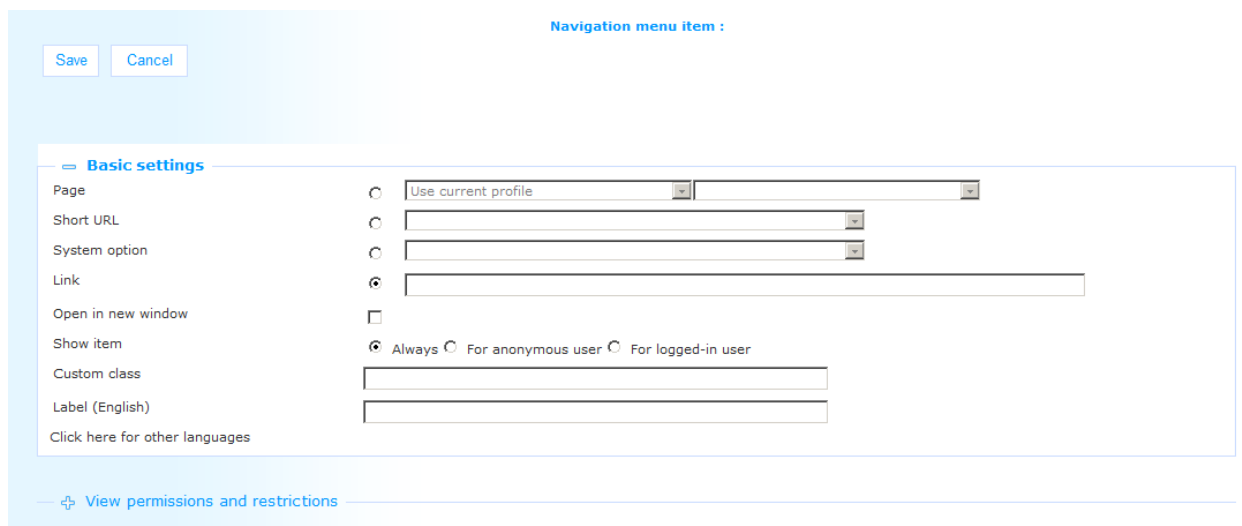 Navigation menu item :
Save Cancel
Basic settings
Page Use current profile
Short URL
System option
Link
Open in new window
Show item Always For anonymous user For logged-in user
Custom class
Label (English)
Click here for other languages
View permissions and restrictions